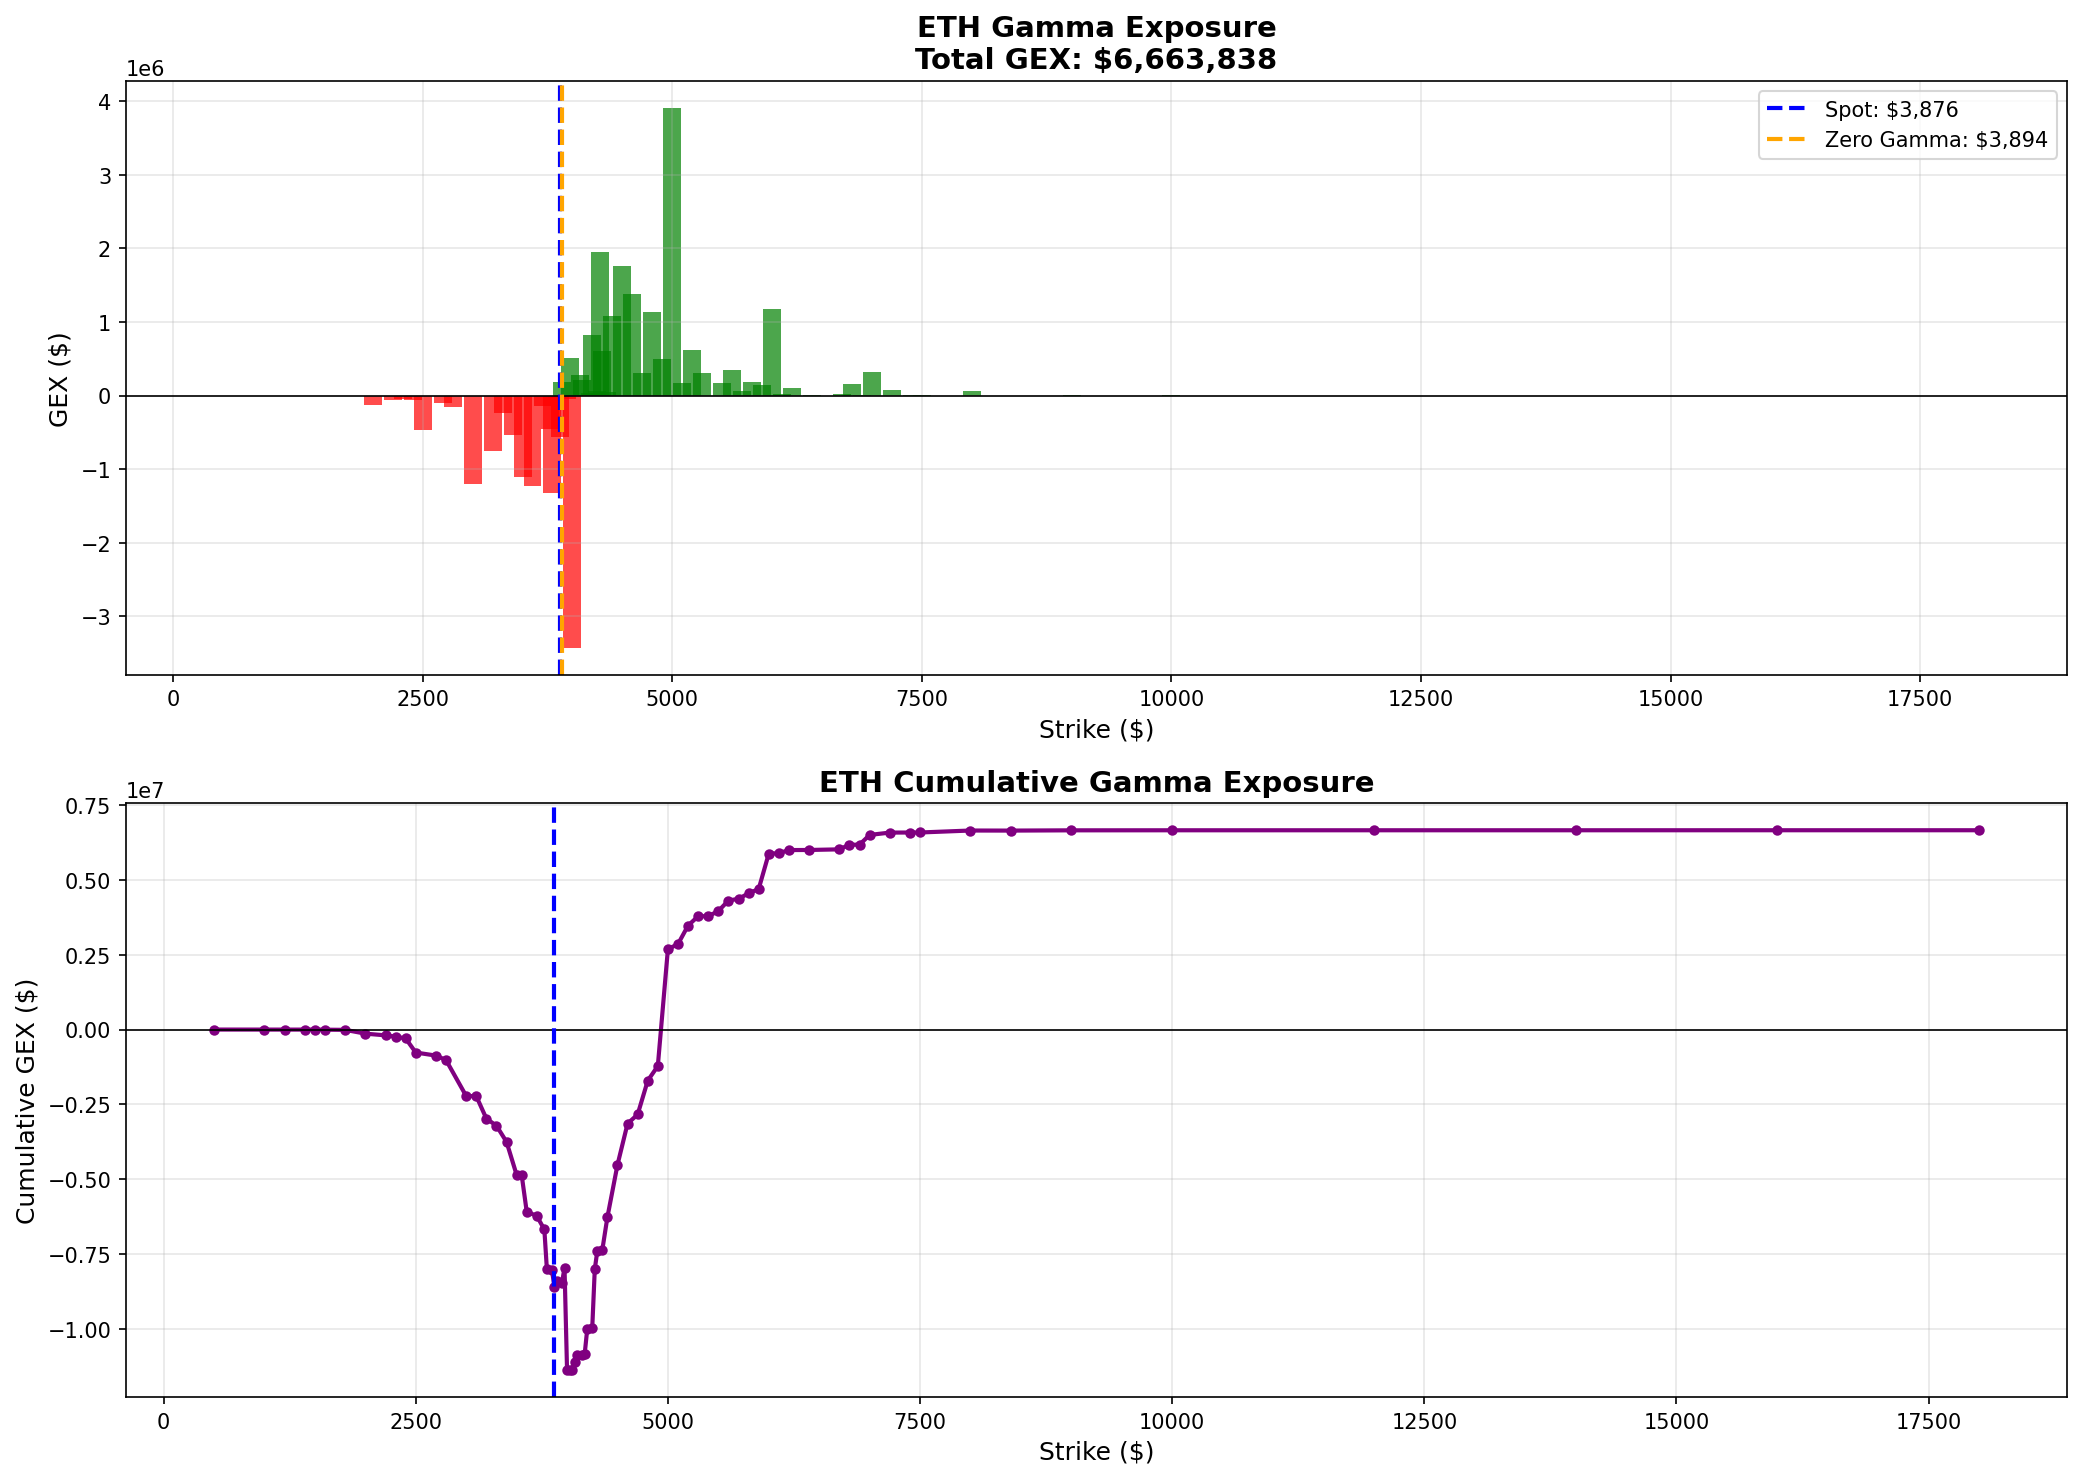 ETH Gamma Exposure
Total GEX: $6,663,838
1e6
4
3
2
1
0
−1
−2
−3
GEX ($)
Spot: $3,876
Zero Gamma: $3,894
0 2500 5000 7500 10000 12500 15000 17500
Strike ($)
ETH Cumulative Gamma Exposure
1e7
0.75
0.50
0.25
0.00
−0.25
−0.50
−0.75
−1.00
Cumulative GEX ($)
0 2500 5000 7500 10000 12500 15000 17500
Strike ($)